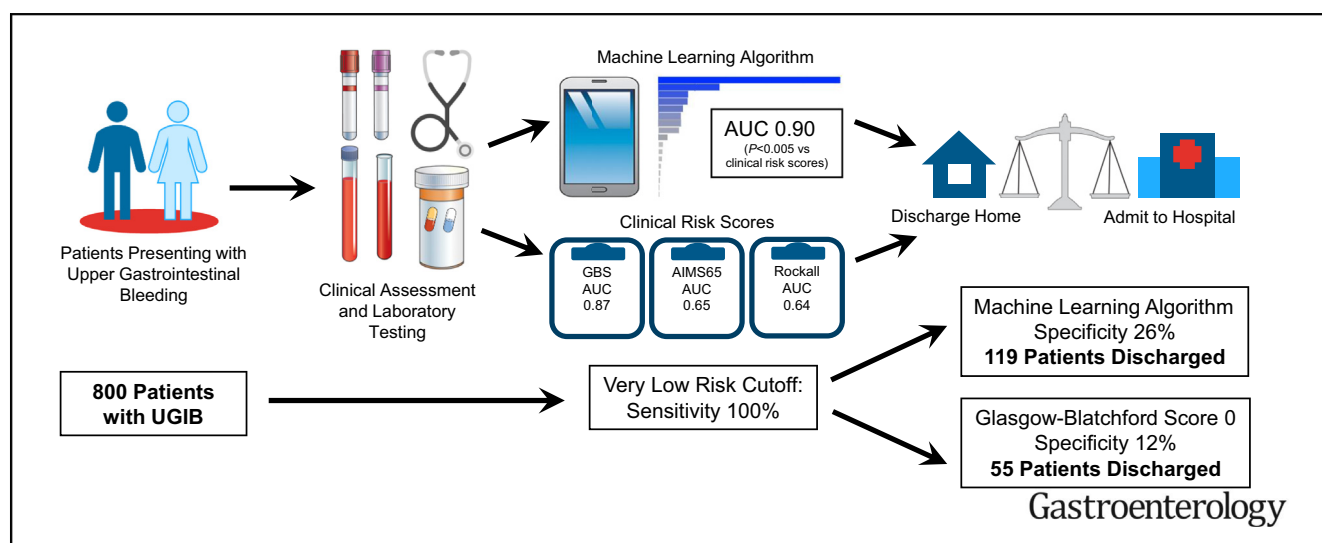 Machine Learning Algorithm
AUC 0.90
(P<0.005 vs
clinical risk scores)
Patients Presenting with
Upper Gastrointestinal
Bleeding
Clinical Assessment
and Laboratory
Testing
Clinical Risk Scores
GBS
AUC
0.87
AIMS65
AUC
0.65
Rockall
AUC
0.64
Discharge Home
Admit to Hospital
800 Patients
with UGIB
Very Low Risk Cutoff:
Sensitivity 100%
Machine Learning Algorithm
Specificity 26%
119 Patients Discharged
Glasgow-Blatchford Score 0
Specificity 12%
55 Patients Discharged
Gastroenterology